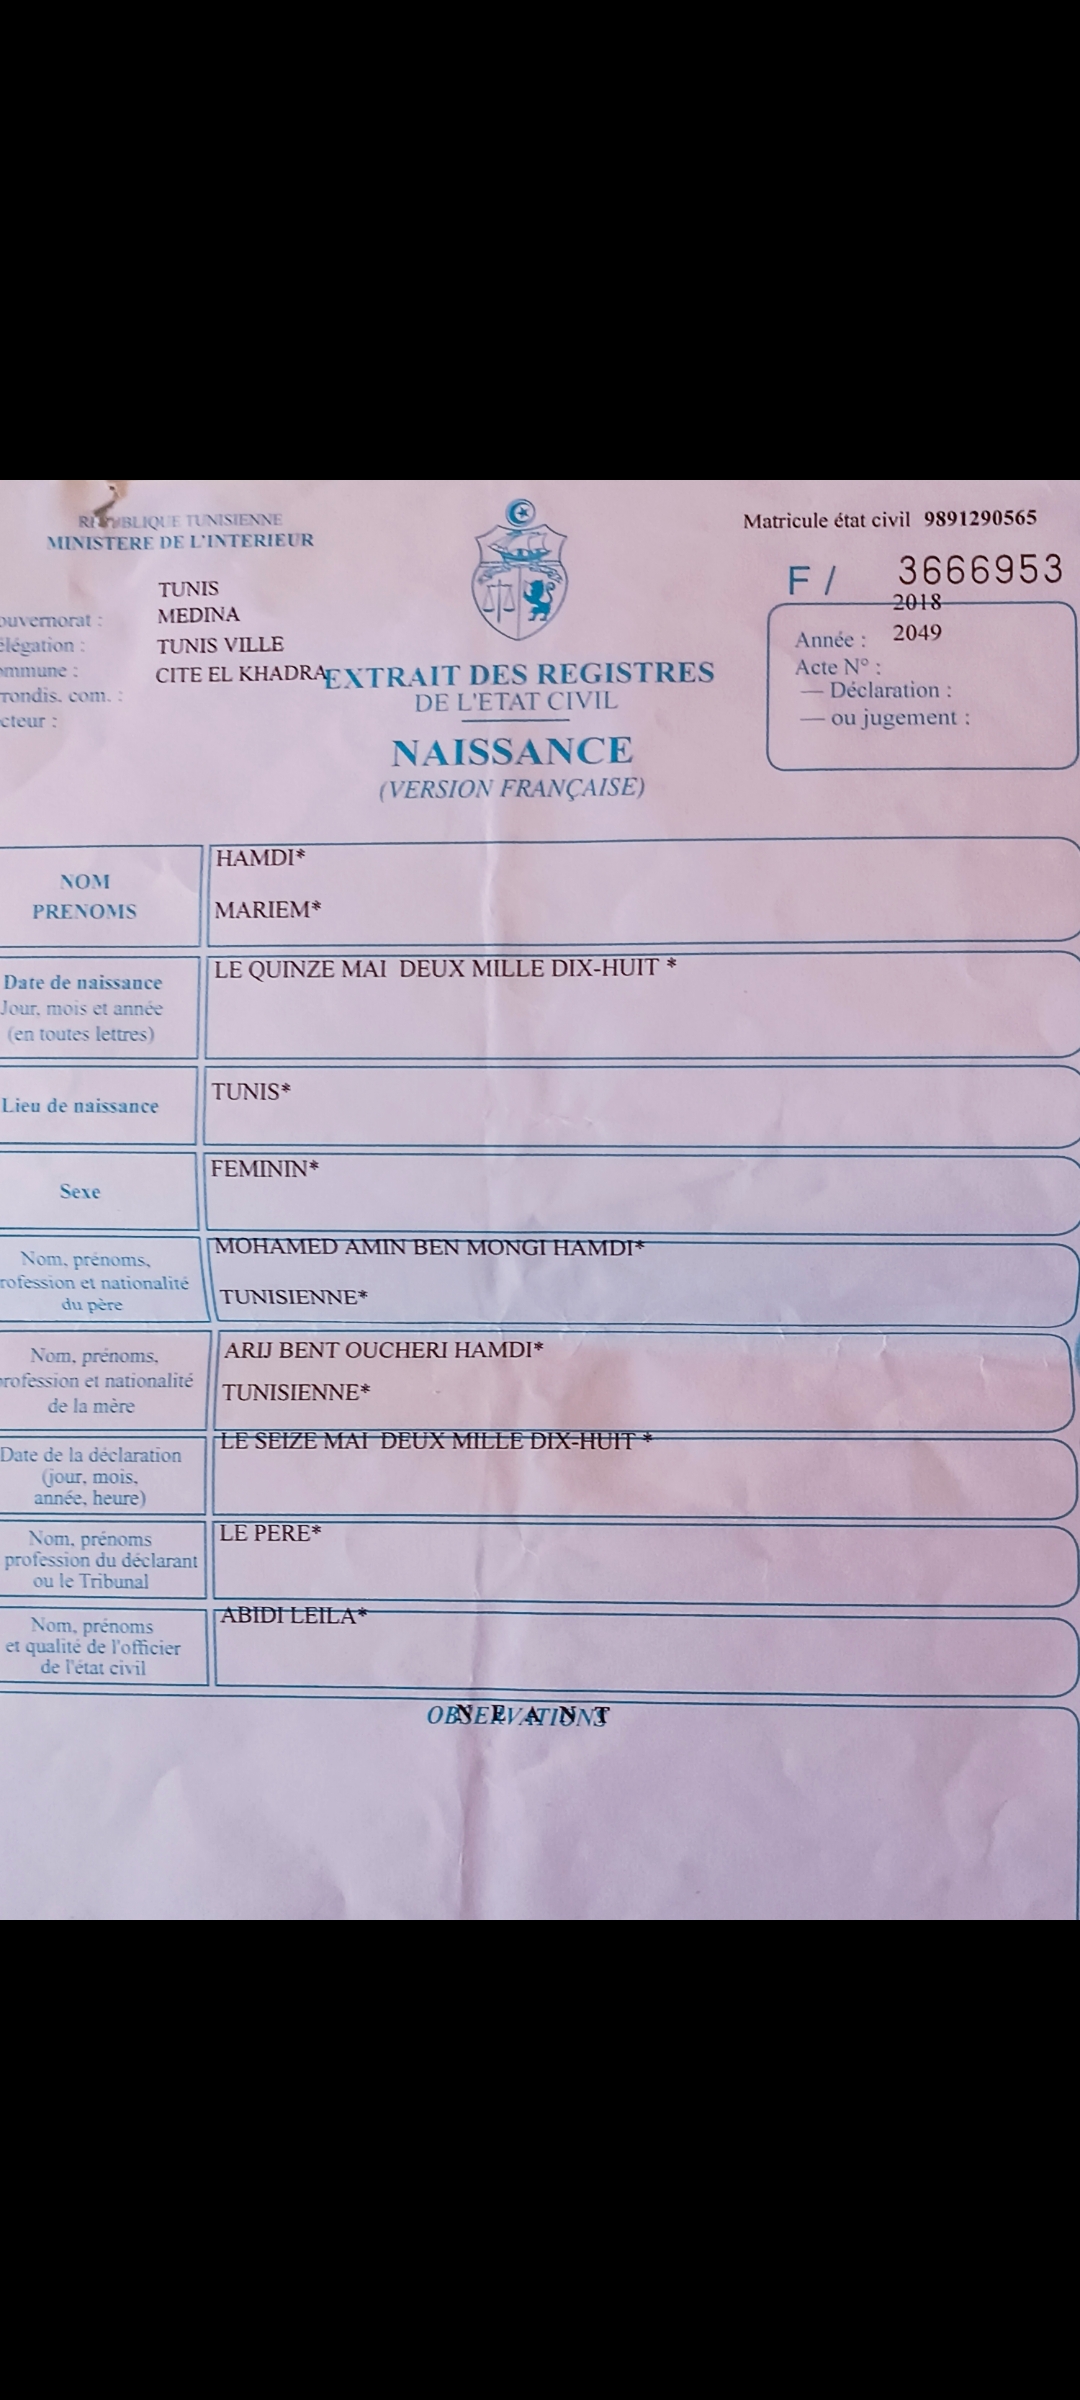 REPUBLIQUE TUNISIENNE
MINISTERE DE L'INTERIEUR
Matricule état civil 9891290565
F / 3666953
TUNIS
MEDINA
TUNIS VILLE
CITE EL KHADRA
ouvernorat :
élégation :
ommune :
rondis. com. :
cteur :
2018
Année : 2049
Acte N° :
— Déclaration :
— ou jugement :
EXTRAIT DES REGISTRES
DE L'ETAT CIVIL
NAISSANCE
(VERSION FRANÇAISE)
NOM
PRENOMS
HAMDI*
MARIEM*
Date de naissance
Jour, mois et année
(en toutes lettres)
LE QUINZE MAI DEUX MILLE DIX-HUIT *
Lieu de naissance
TUNIS*
Sexe
FEMININ*
Nom, prénoms,
rofession et nationalité
du père
MOHAMED AMIN BEN MONGI HAMDI*
TUNISIENNE*
Nom, prénoms,
rofession et nationalité
de la mère
ARIJ BENT OUCHERI HAMDI*
TUNISIENNE*
Date de la déclaration
(jour, mois,
année, heure)
LE SEIZE MAI DEUX MILLE DIX-HUIT *
Nom, prénoms
profession du déclarant
ou le Tribunal
LE PERE*
Nom, prénoms
et qualité de l'officier
de l'état civil
ABIDI LEILA*
OBSERVATIONS
N E A N T